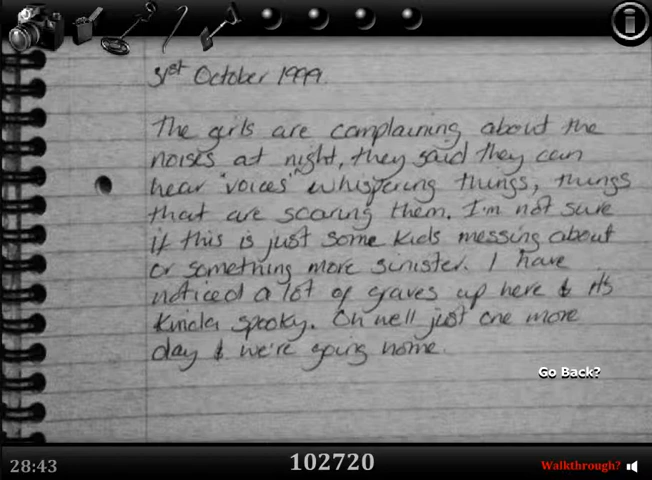 31st October 1999.
The girls are complaining about the
noises at night, they said they can
hear "voices" whispering things, things
that are scaring them. I'm not sure
if this is just some kids messing about
or something more sinister. I have
noticed a lot of graves up here & it's
kinda spooky. Oh well just one more
day & we're going home.
Go Back?
28:43
102720
Walkthrough?